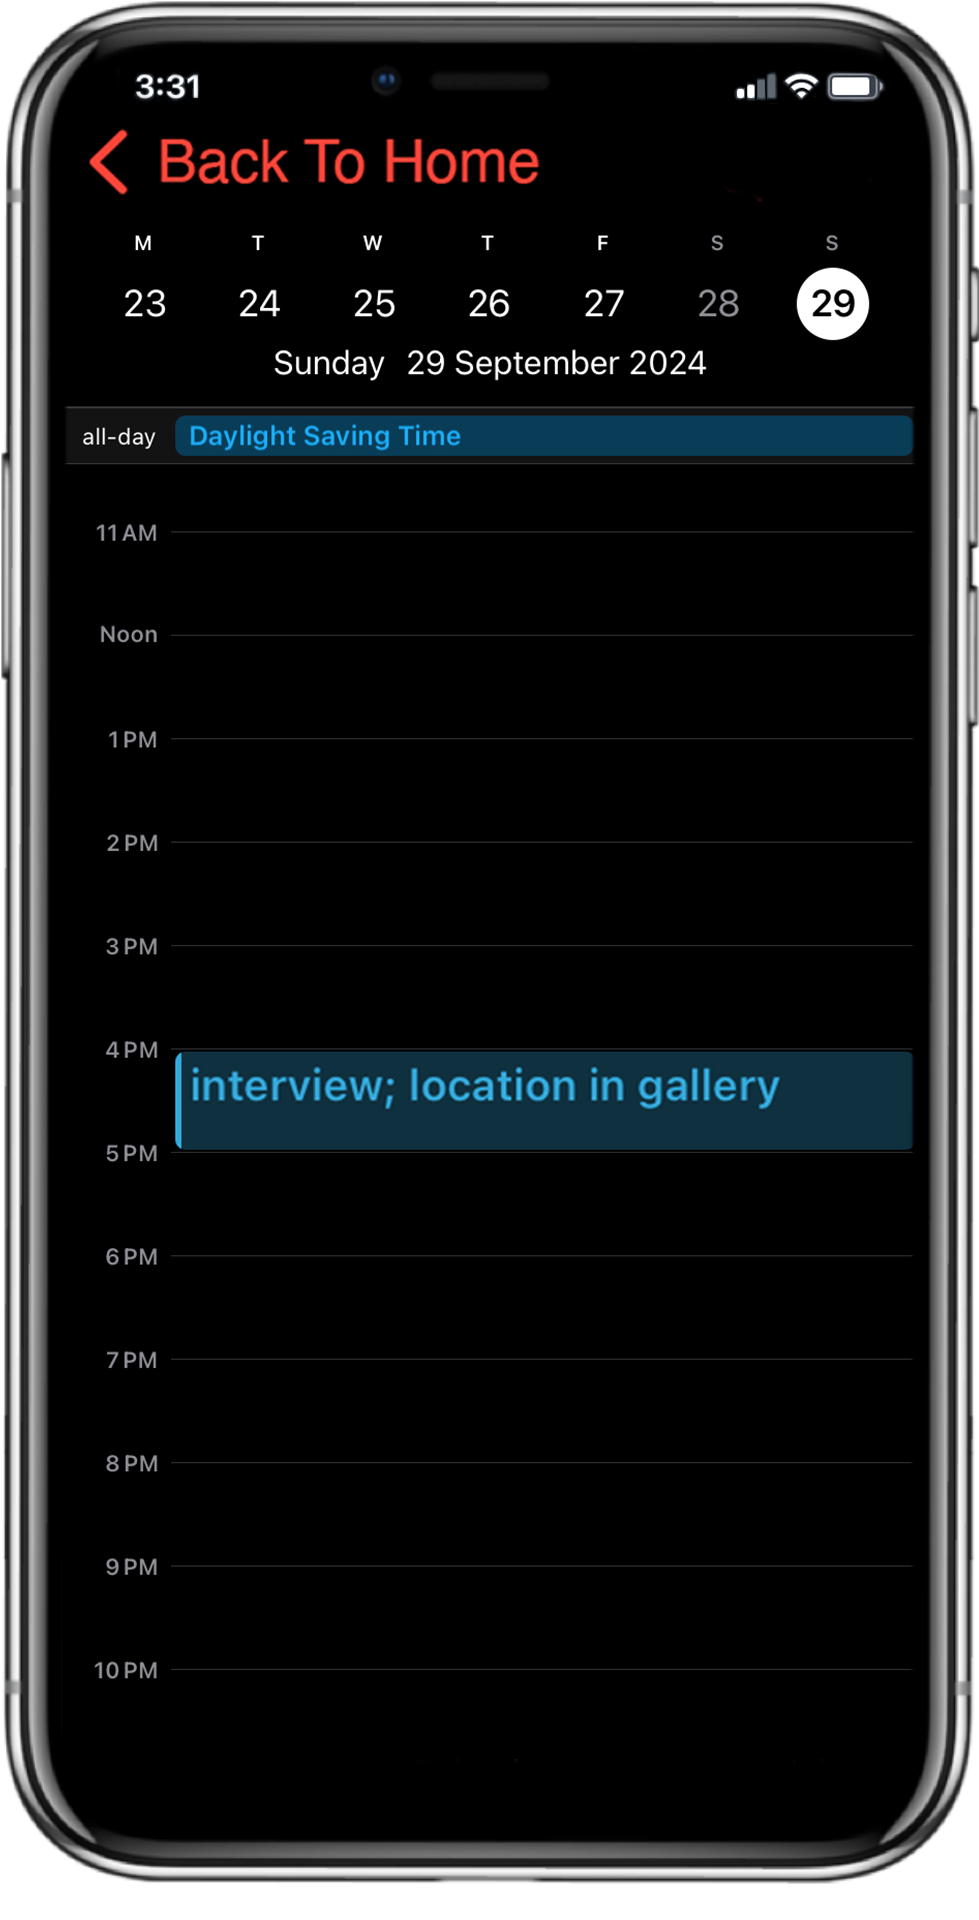 3:31
Back To Home
M T W T F S S
23 24 25 26 27 28 29
Sunday 29 September 2024
all-day Daylight Saving Time
11 AM
Noon
1 PM
2 PM
3 PM
4 PM
interview; location in gallery
5 PM
6 PM
7 PM
8 PM
9 PM
10 PM